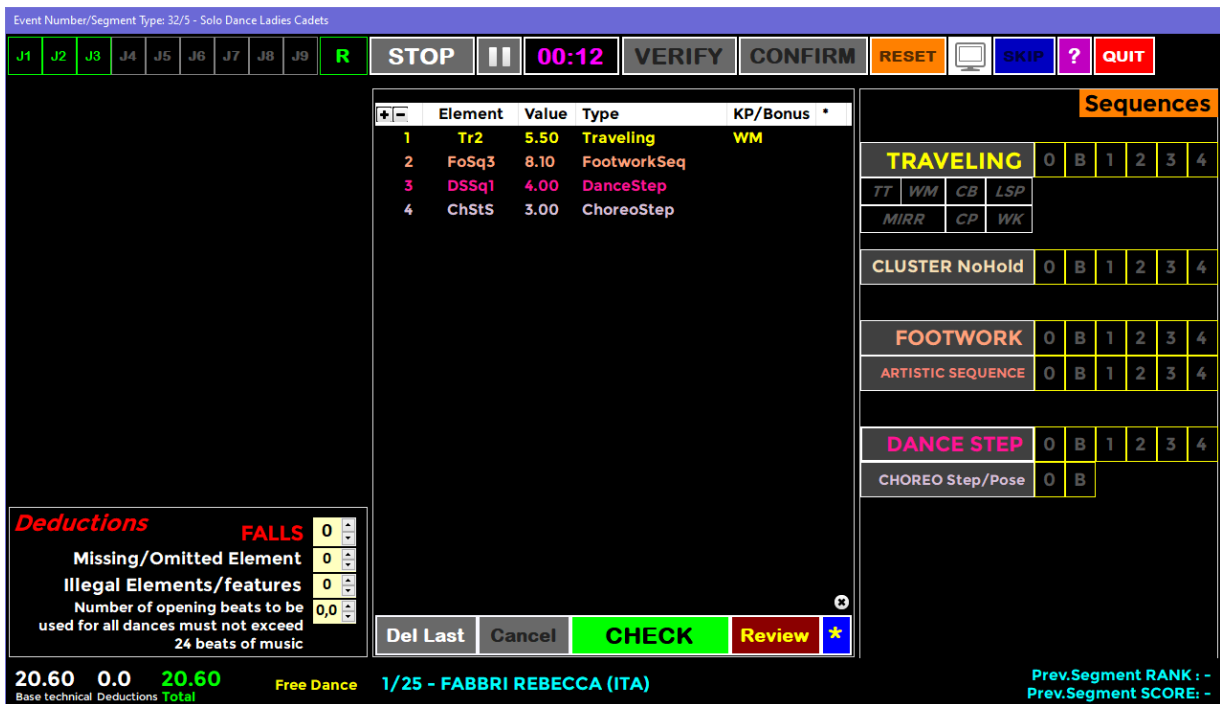 Event Number/Segment Type: 32/5 - Solo Dance Ladies Cadets
J1 J2 J3 J4 J5 J6 J7 J8 J9 R STOP 00:12 VERIFY CONFIRM RESET SKIP ? QUIT
Sequences
+ - Element Value Type KP/Bonus *
1 Tr2 5.50 Traveling WM
2 FoSq3 8.10 FootworkSeq
3 DSSq1 4.00 DanceStep
4 ChStS 3.00 ChoreoStep
TRAVELING 0 B 1 2 3 4
TT WM CB LSP
MIRR CP WK
CLUSTER NoHold 0 B 1 2 3 4
FOOTWORK 0 B 1 2 3 4
ARTISTIC SEQUENCE 0 B 1 2 3 4
DANCE STEP 0 B 1 2 3 4
CHOREO Step/Pose 0 B
Deductions
FALLS 0
Missing/Omitted Element 0
Illegal Elements/features 0
Number of opening beats to be
used for all dances must not exceed
24 beats of music
0,0
Del Last Cancel CHECK Review *
20.60 0.0 20.60
Base technical Deductions Total
Free Dance
1/25 - FABBRI REBECCA (ITA)
Prev.Segment RANK : -
Prev.Segment SCORE: -